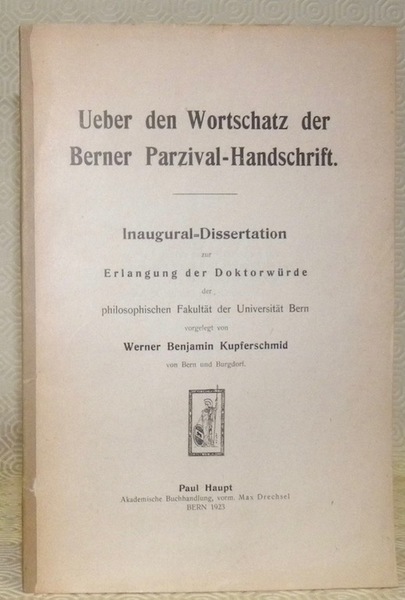 Ueber den Wortschatz der
Berner Parzival-Handschrift.
Inaugural-Dissertation
zur
Erlangung der Doktorwürde
der
philosophischen Fakultät der Universität Bern
vorgelegt von
Werner Benjamin Kupferschmid
von Bern und Burgdorf.
Paul Haupt
Akademische Buchhandlung, vorm. Max Drechsel
BERN 1923